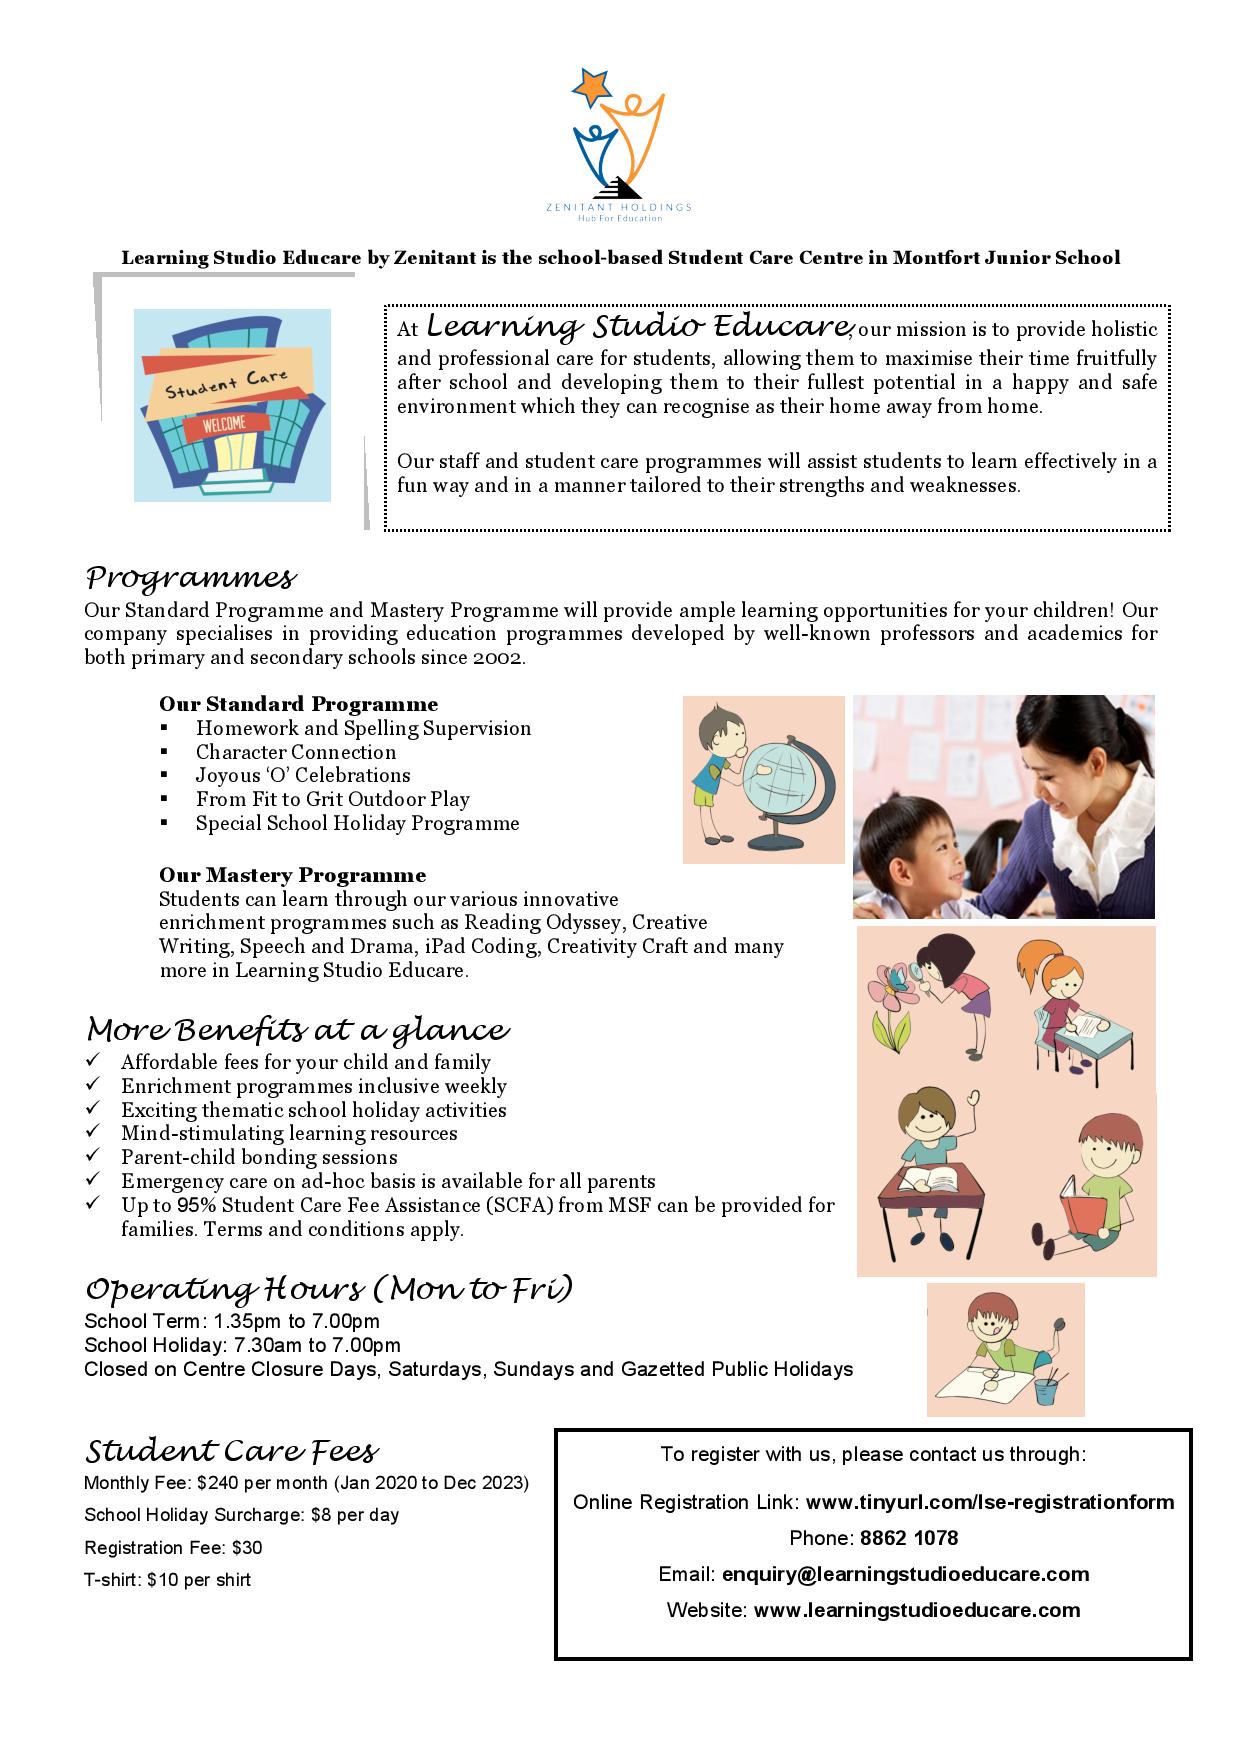 ZENITANT HOLDINGS
Hub For Education
Learning Studio Educare by Zenitant is the school-based Student Care Centre in Montfort Junior School
Student Care
WELCOME
At Learning Studio Educare, our mission is to provide holistic
and professional care for students, allowing them to maximise their time fruitfully
after school and developing them to their fullest potential in a happy and safe
environment which they can recognise as their home away from home.
Our staff and student care programmes will assist students to learn effectively in a
fun way and in a manner tailored to their strengths and weaknesses.
Programmes
Our Standard Programme and Mastery Programme will provide ample learning opportunities for your children! Our
company specialises in providing education programmes developed by well-known professors and academics for
both primary and secondary schools since 2002.
Our Standard Programme
▪ Homework and Spelling Supervision
▪ Character Connection
▪ Joyous ‘O’ Celebrations
▪ From Fit to Grit Outdoor Play
▪ Special School Holiday Programme
Our Mastery Programme
Students can learn through our various innovative
enrichment programmes such as Reading Odyssey, Creative
Writing, Speech and Drama, iPad Coding, Creativity Craft and many
more in Learning Studio Educare.
More Benefits at a glance
✓ Affordable fees for your child and family
✓ Enrichment programmes inclusive weekly
✓ Exciting thematic school holiday activities
✓ Mind-stimulating learning resources
✓ Parent-child bonding sessions
✓ Emergency care on ad-hoc basis is available for all parents
✓ Up to 95% Student Care Fee Assistance (SCFA) from MSF can be provided for
families. Terms and conditions apply.
Operating Hours (Mon to Fri)
School Term: 1.35pm to 7.00pm
School Holiday: 7.30am to 7.00pm
Closed on Centre Closure Days, Saturdays, Sundays and Gazetted Public Holidays
Student Care Fees
Monthly Fee: $240 per month (Jan 2020 to Dec 2023)
School Holiday Surcharge: $8 per day
Registration Fee: $30
T-shirt: $10 per shirt
To register with us, please contact us through:
Online Registration Link: www.tinyurl.com/lse-registrationform
Phone: 8862 1078
Email: enquiry@learningstudioeducare.com
Website: www.learningstudioeducare.com